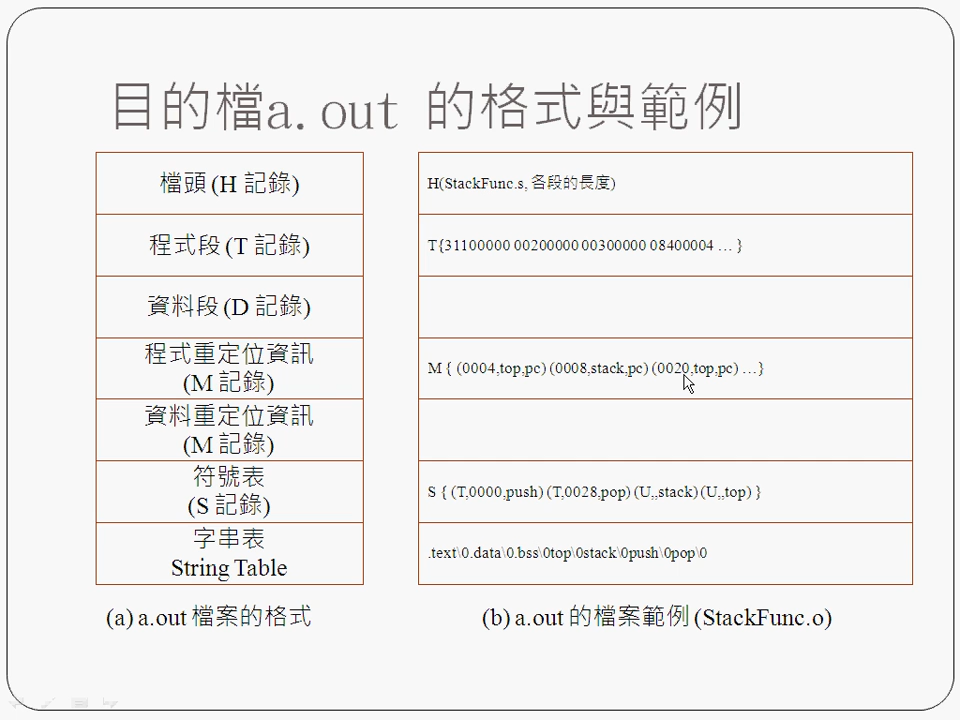 目的檔a.out 的格式與範例
檔頭 (H 記錄)
H(StackFunc.s, 各段的長度)
程式段 (T 記錄)
T{31100000 00200000 00300000 08400004 … }
資料段 (D 記錄)
程式重定位資訊
(M 記錄)
M { (0004,top,pc) (0008,stack,pc) (0020,top,pc) …}
資料重定位資訊
(M 記錄)
符號表
(S 記錄)
S { (T,0000,push) (T,0028,pop) (U,,stack) (U,,top) }
字串表
String Table
.text\0.data\0.bss\0top\0stack\0push\0pop\0
(a) a.out 檔案的格式
(b) a.out 的檔案範例 (StackFunc.o)